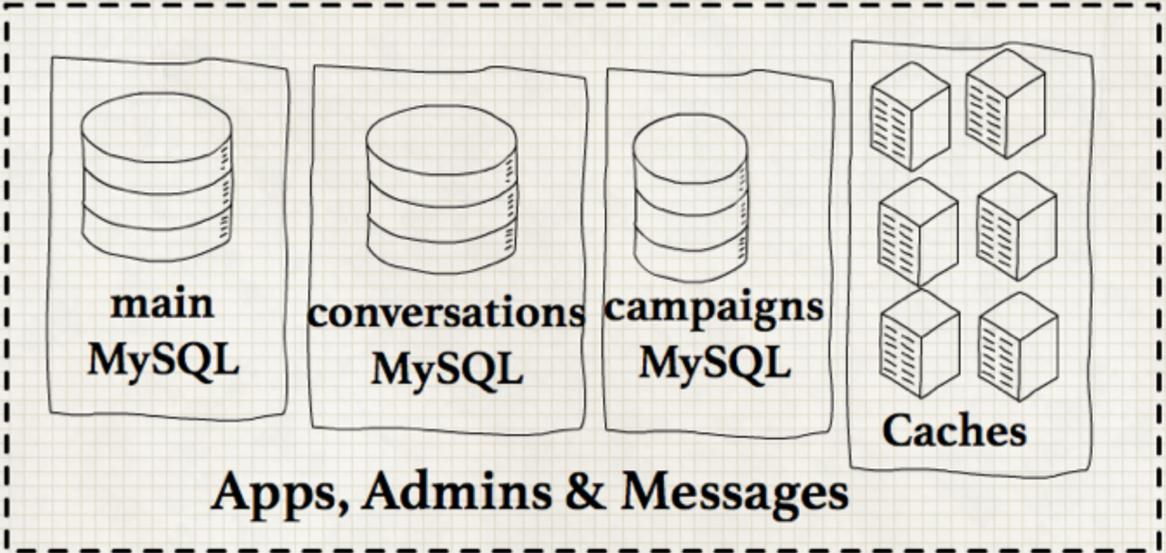 main
MySQL
conversations
MySQL
campaigns
MySQL
Caches
Apps, Admins & Messages